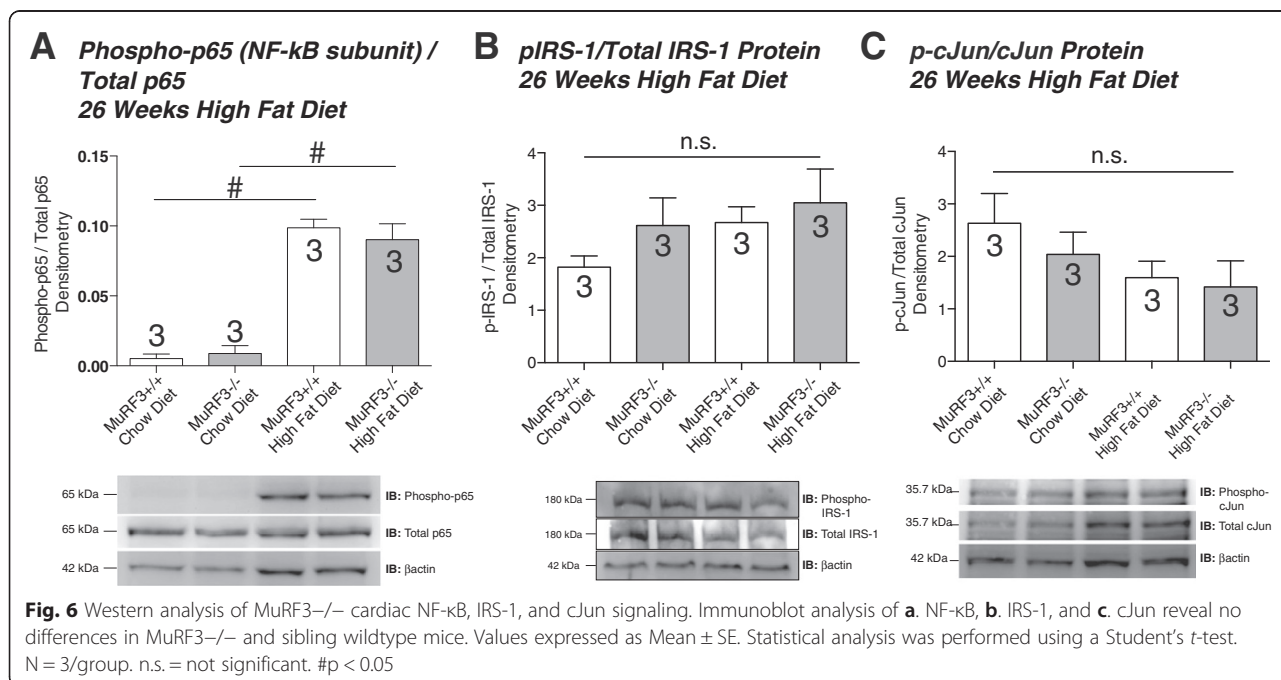 A Phospho-p65 (NF-kB subunit) /
Total p65
26 Weeks High Fat Diet
Phospho-p65 / Total p65
Densitometry
0.15
0.10
0.05
0.00
#
#
3
3
3
3
MuRF3+/+
Chow Diet
MuRF3-/-
Chow Diet
MuRF3+/+
High Fat Diet
MuRF3-/-
High Fat Diet
65 kDa
IB: Phospho-p65
65 kDa
IB: Total p65
42 kDa
IB: βactin
B pIRS-1/Total IRS-1 Protein
26 Weeks High Fat Diet
p-IRS-1 / Total IRS-1
Densitometry
4
3
2
1
0
n.s.
3
3
3
3
MuRF3+/+
Chow Diet
MuRF3-/-
Chow Diet
MuRF3+/+
High Fat Diet
MuRF3-/-
High Fat Diet
180 kDa
IB: Phospho-
IRS-1
180 kDa
IB: Total IRS-1
42 kDa
IB: βactin
C p-cJun/cJun Protein
26 Weeks High Fat Diet
p-cJun /Total cJun
Densitometry
4
3
2
1
0
n.s.
3
3
3
3
MuRF3+/+
Chow Diet
MuRF3-/-
Chow Diet
MuRF3+/+
High Fat Diet
MuRF3-/-
High Fat Diet
35.7 kDa
IB: Phospho-
cJun
35.7 kDa
IB: Total cJun
42 kDa
IB: βactin
Fig. 6 Western analysis of MuRF3−/− cardiac NF-κB, IRS-1, and cJun signaling. Immunoblot analysis of a. NF-κB, b. IRS-1, and c. cJun reveal no
differences in MuRF3−/− and sibling wildtype mice. Values expressed as Mean ± SE. Statistical analysis was performed using a Student’s t-test.
N = 3/group. n.s. = not significant. #p < 0.05